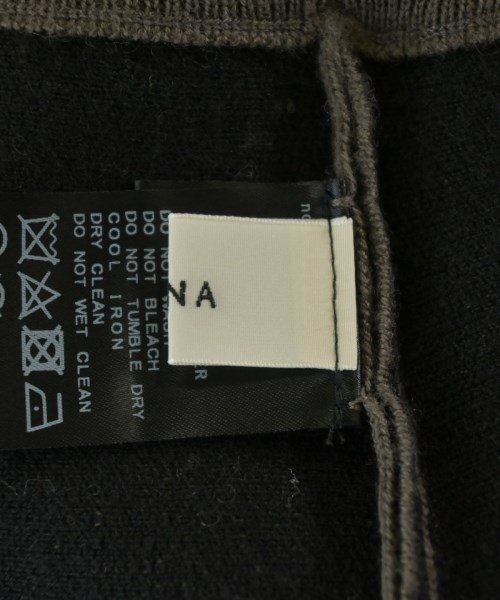 NA
DO NOT WASH
DO NOT BLEACH
DO NOT TUMBLE DRY
COOL IRON
DRY CLEAN
DO NOT WET CLEAN